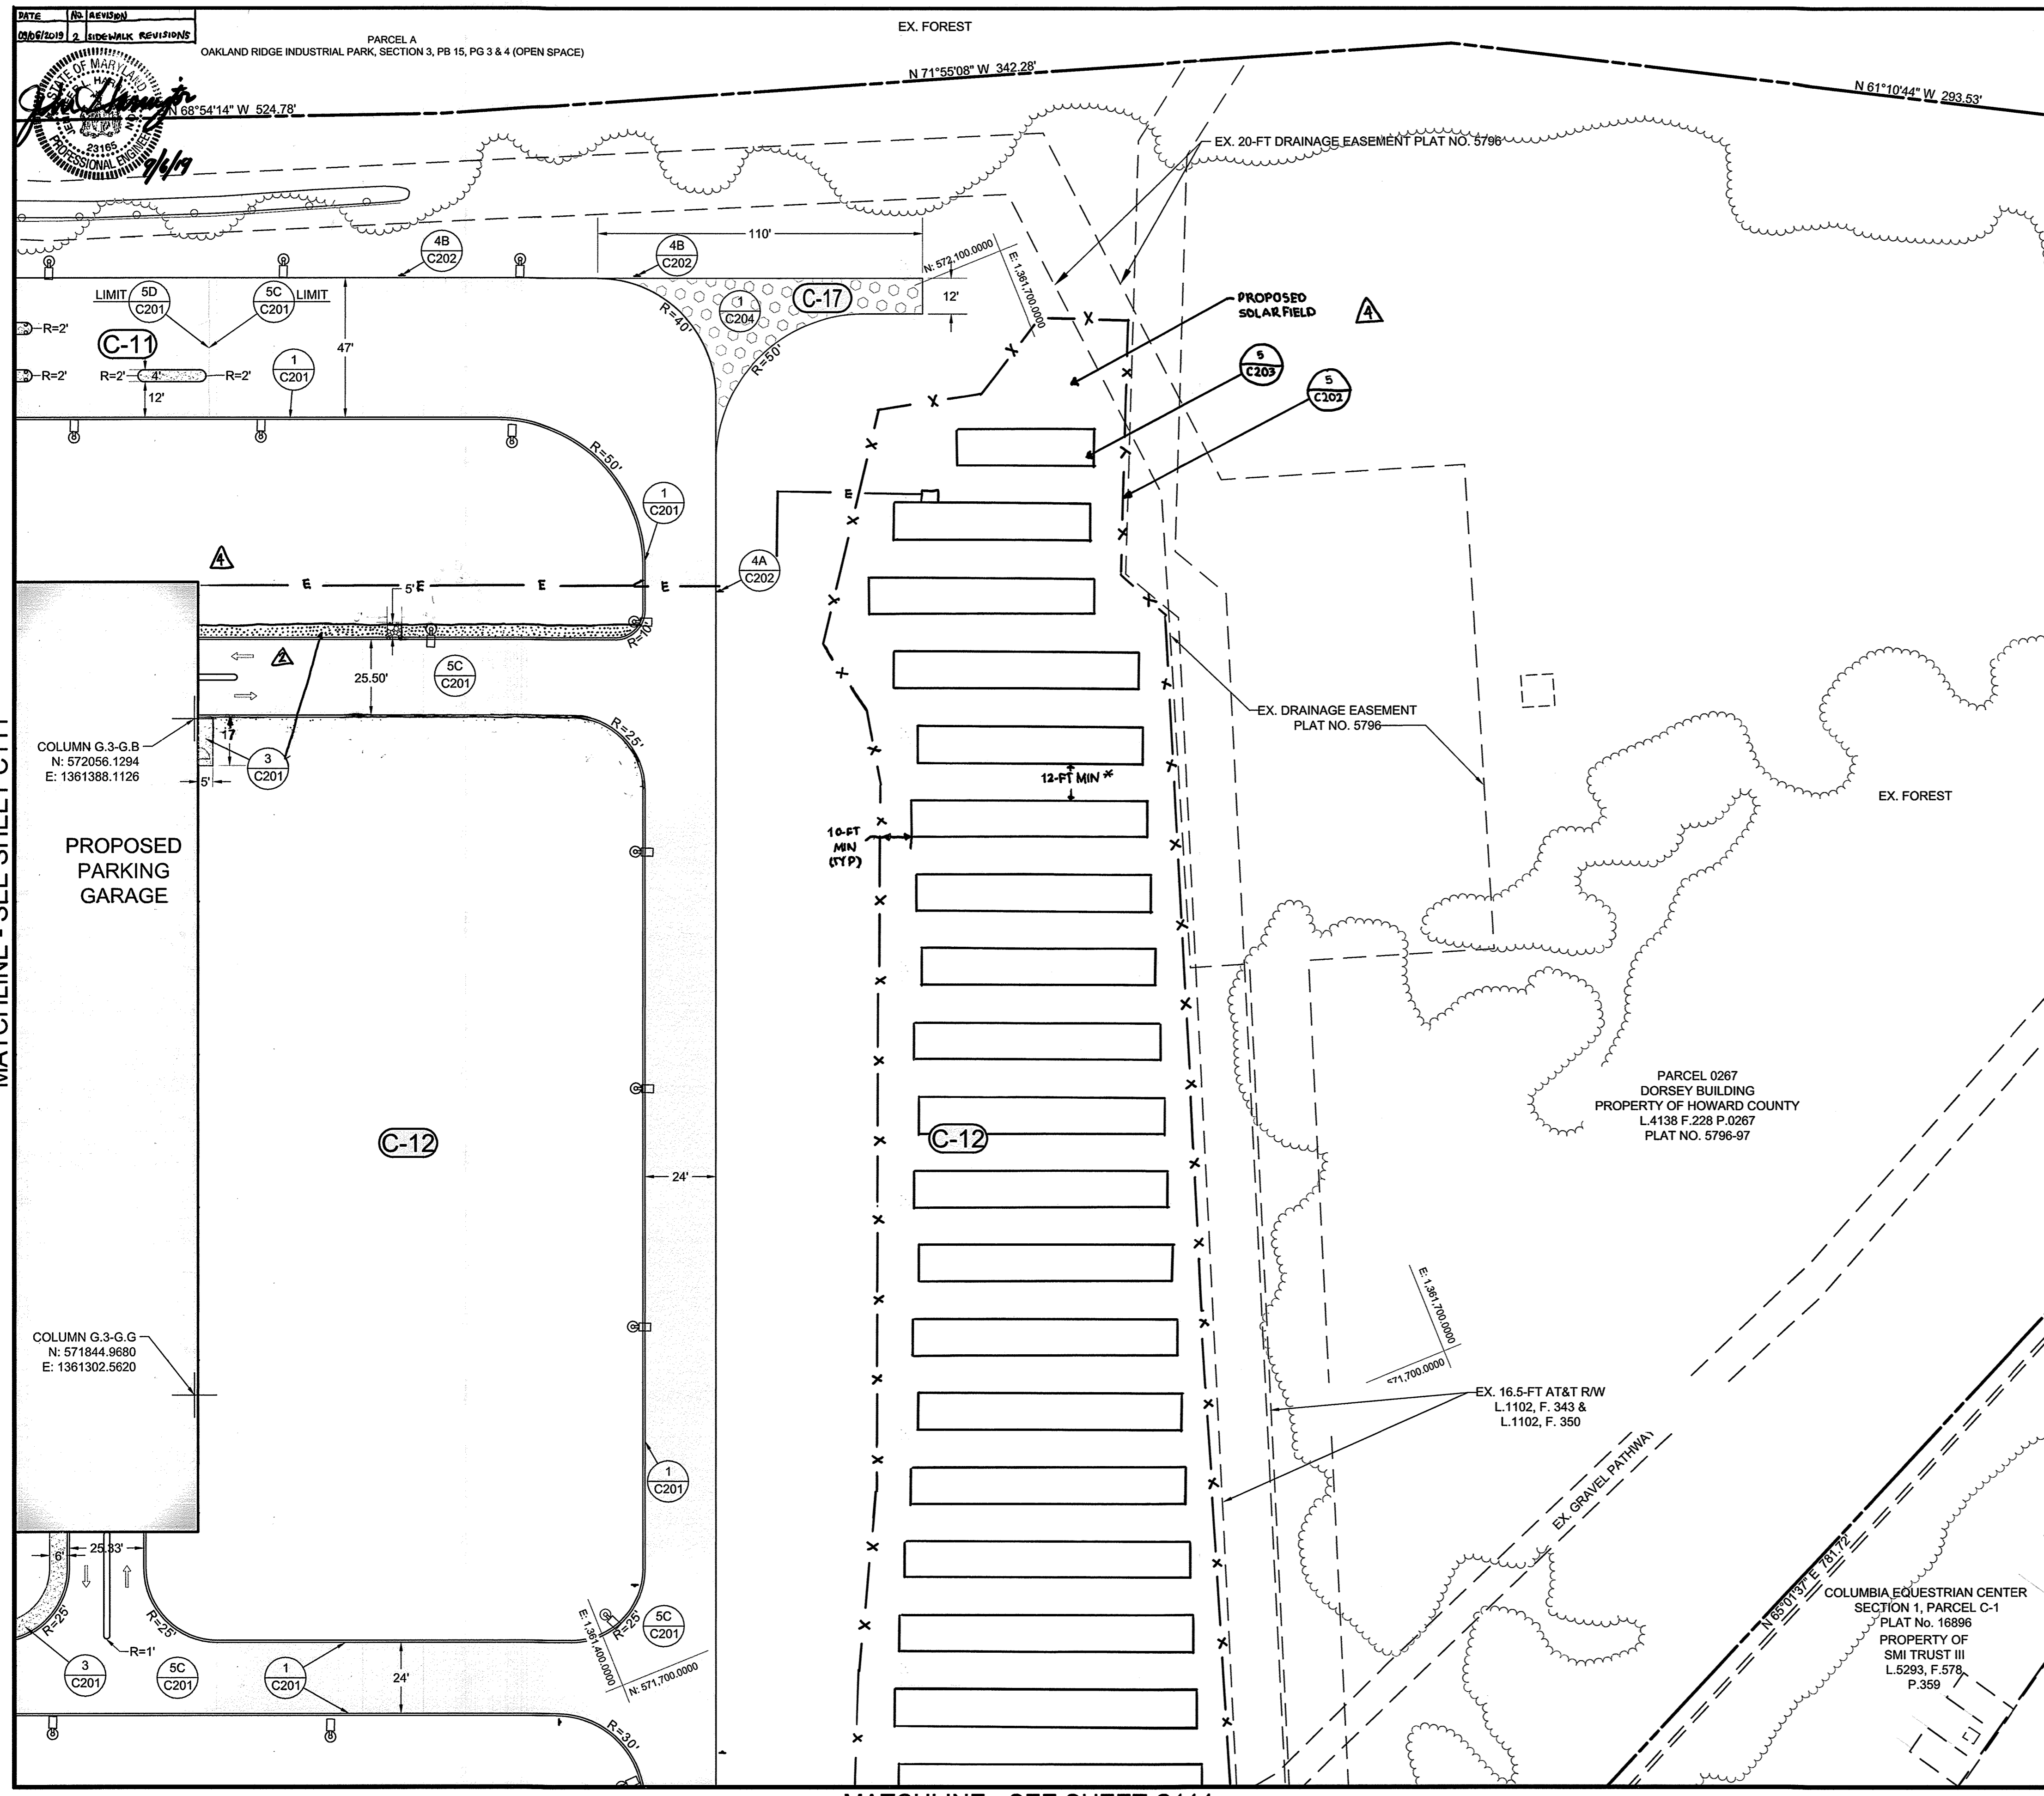 DATE NO. REVISION
09/06/2019 2 SIDEWALK REVISIONS
STATE OF MARYLAND
23165
PROFESSIONAL ENGINEER
9/6/19
PARCEL A
OAKLAND RIDGE INDUSTRIAL PARK, SECTION 3, PB 15, PG 3 & 4 (OPEN SPACE)
EX. FOREST
N 68°54'14" W 524.78'
N 71°55'08" W 342.28'
N 61°10'44" W 293.53'
EX. 20-FT DRAINAGE EASEMENT PLAT NO. 5796
110'
4B
C202
4B
C202
N: 572,100.0000
E: 1,361,700.0000
LIMIT
5D
C201
5C
C201
LIMIT
1
C204
C-17
12'
PROPOSED
SOLAR FIELD
4
R=2'
C-11
47'
R=40'
R=50'
1
C201
R=2'
R=2'
4'
R=2'
12'
5
C203
5
C202
R=50'
1
C201
E
4
4A
C202
E E E E
5'
R=10'
2
5C
C201
25.50'
R=25'
COLUMN G.3-G.B
N: 572056.1294
E: 1361388.1126
17
5'
3
C201
EX. DRAINAGE EASEMENT
PLAT NO. 5796
12-FT MIN *
10-FT
MIN
(TYP)
EX. FOREST
PROPOSED
PARKING
GARAGE
PARCEL 0267
DORSEY BUILDING
PROPERTY OF HOWARD COUNTY
L.4138 F.228 P.0267
PLAT NO. 5796-97
C-12
C-12
24'
E: 1,361,700.0000
571,700.0000
COLUMN G.3-G.G
N: 571844.9680
E: 1361302.5620
EX. 16.5-FT AT&T R/W
L.1102, F. 343 &
L.1102, F. 350
1
C201
EX. GRAVEL PATHWAY
6'
25.33'
R=25'
R=25'
R=1'
R=25'
5C
C201
E: 1,361,400.0000
N: 571,700.0000
3
C201
5C
C201
1
C201
24'
R=30'
N 65°01'37" E 781.72'
COLUMBIA EQUESTRIAN CENTER
SECTION 1, PARCEL C-1
PLAT No. 16896
PROPERTY OF
SMI TRUST III
L.5293, F.578,
P.359